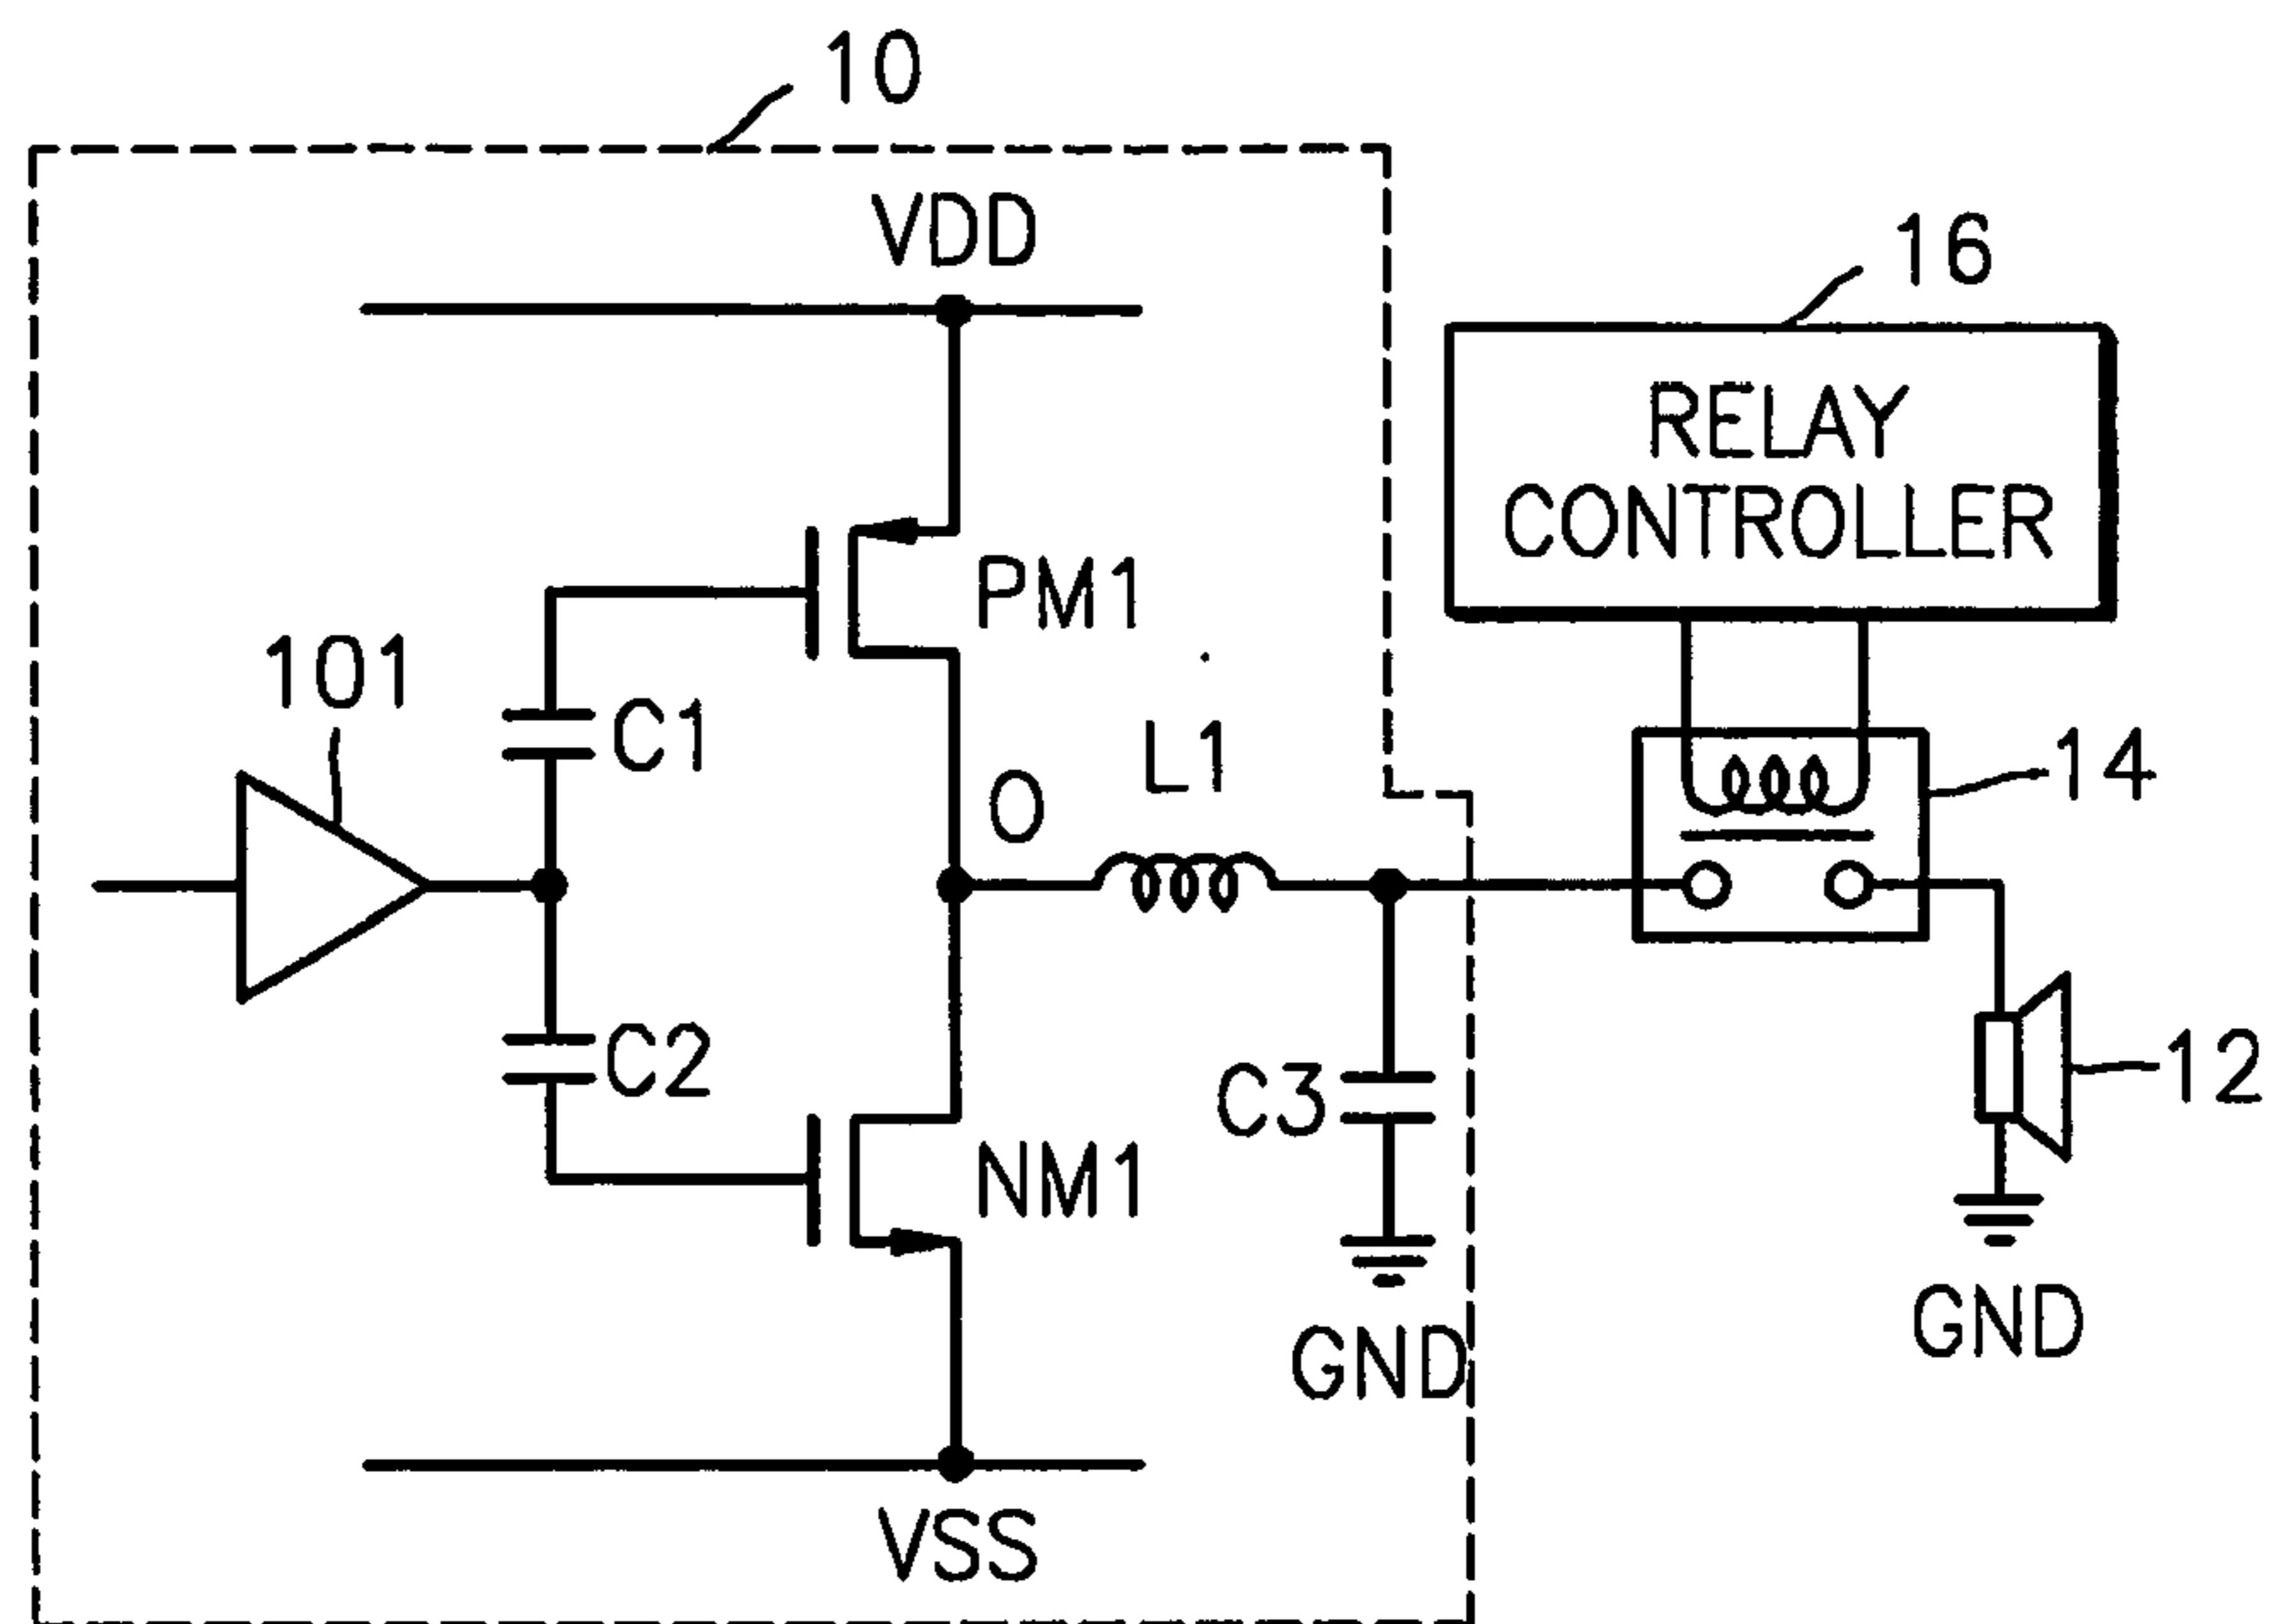 10
VDD
16
RELAY
CONTROLLER
PM1
101
C1
L1
14
O
C2
C3
12
NM1
GND
GND
VSS